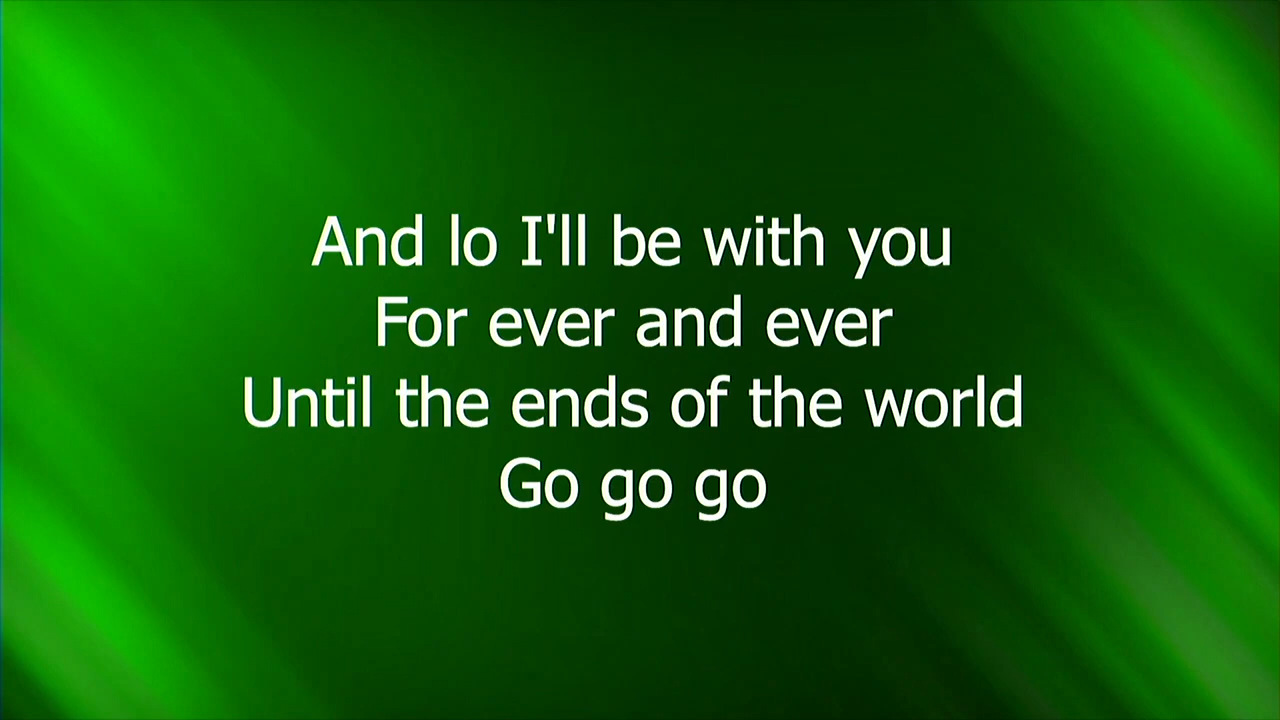 And lo I'll be with you
For ever and ever
Until the ends of the world
Go go go